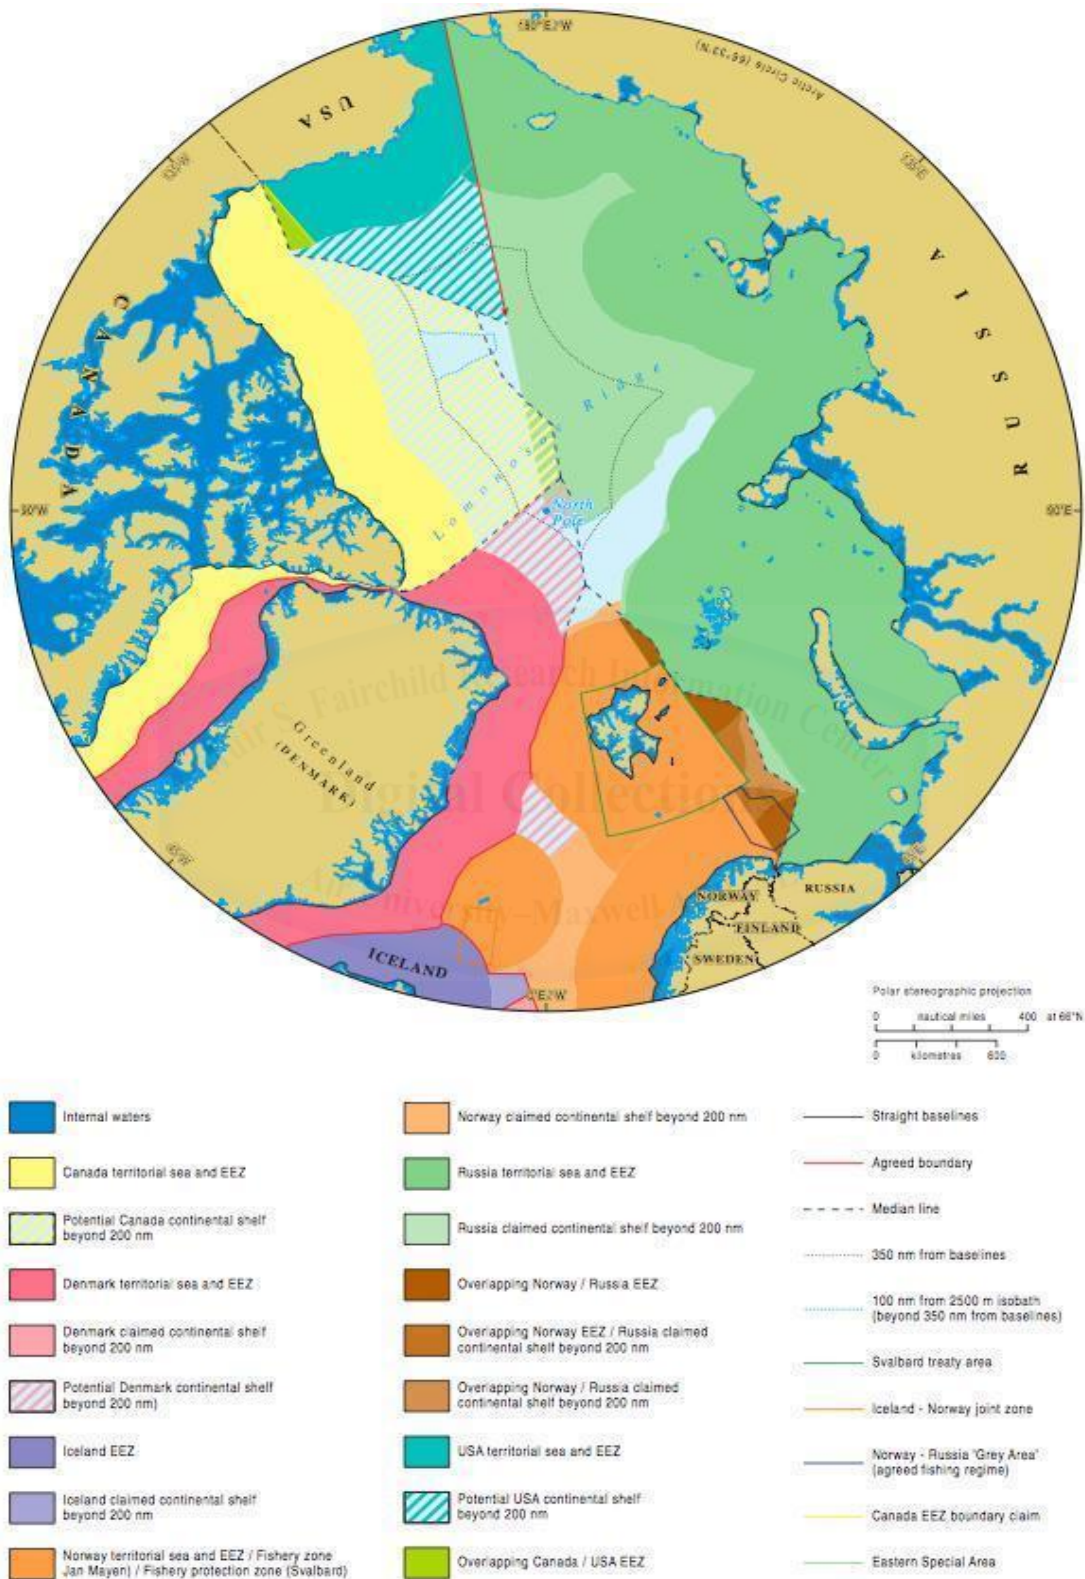 180°E/W
Arctic Circle (66°33'N)
USA
135°W
135°E
CANADA
RUSSIA
Lomonosov Ridge
North
Pole
90°W
90°E
Air S. Fairchild Research Information Center
Digital Collection
Air University–Maxwell A
Greenland
(DENMARK)
45°W
NORWAY
RUSSIA
FINLAND
SWEDEN
ICELAND
0°E/W
Polar stereographic projection
0 nautical miles 400 at 66°N
0 kilometres 600
Internal waters
Canada territorial sea and EEZ
Potential Canada continental shelf
beyond 200 nm
Denmark territorial sea and EEZ
Denmark claimed continental shelf
beyond 200 nm
Potential Denmark continental shelf
beyond 200 nm)
Iceland EEZ
Iceland claimed continental shelf
beyond 200 nm
Norway territorial sea and EEZ / Fishery zone
Jan Mayen) / Fishery protection zone (Svalbard)
Norway claimed continental shelf beyond 200 nm
Russia territorial sea and EEZ
Russia claimed continental shelf beyond 200 nm
Overlapping Norway / Russia EEZ
Overlapping Norway EEZ / Russia claimed
continental shelf beyond 200 nm
Overlapping Norway / Russia claimed
continental shelf beyond 200 nm
USA territorial sea and EEZ
Potential USA continental shelf
beyond 200 nm
Overlapping Canada / USA EEZ
Straight baselines
Agreed boundary
Median line
350 nm from baselines
100 nm from 2500 m isobath
(beyond 350 nm from baselines)
Svalbard treaty area
Iceland - Norway joint zone
Norway - Russia 'Grey Area'
(agreed fishing regime)
Canada EEZ boundary claim
Eastern Special Area